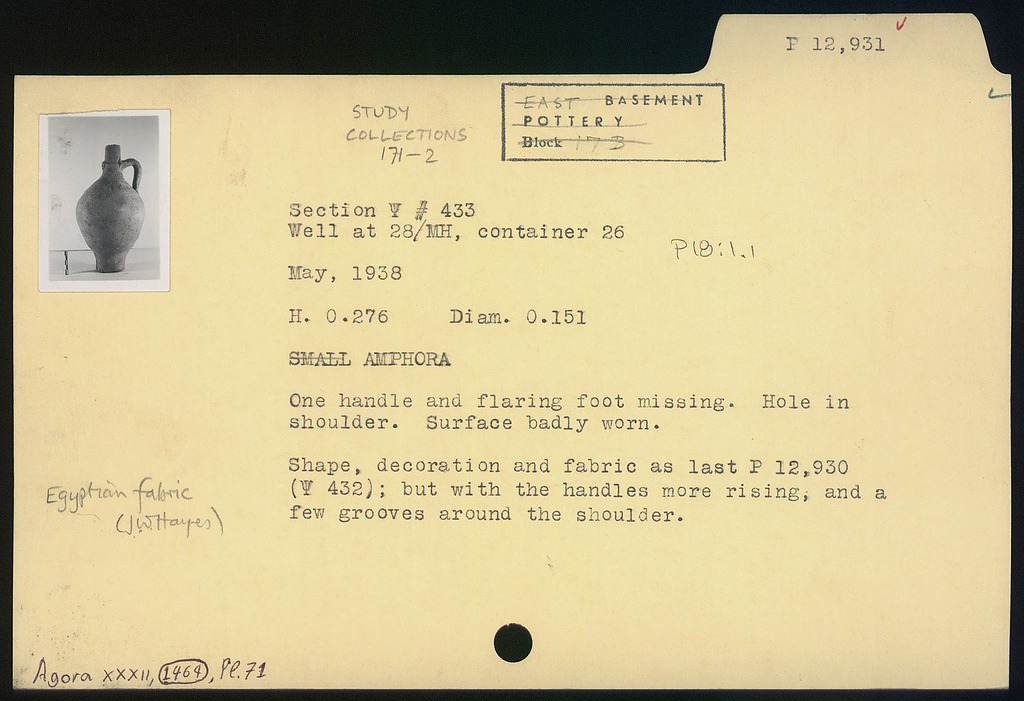 P 12,931
STUDY
COLLECTIONS
171-2
EAST BASEMENT
POTTERY
Block 17 B
Section Ψ # 433
Well at 28/MH, container 26
P18:1.1
May, 1938
H. 0.276 Diam. 0.151
SMALL AMPHORA
One handle and flaring foot missing. Hole in
shoulder. Surface badly worn.
Shape, decoration and fabric as last P 12,930
(Ψ 432); but with the handles more rising, and a
few grooves around the shoulder.
Egyptian fabric
(J.W. Hayes)
Agora XXXII, 1464, Pl. 71